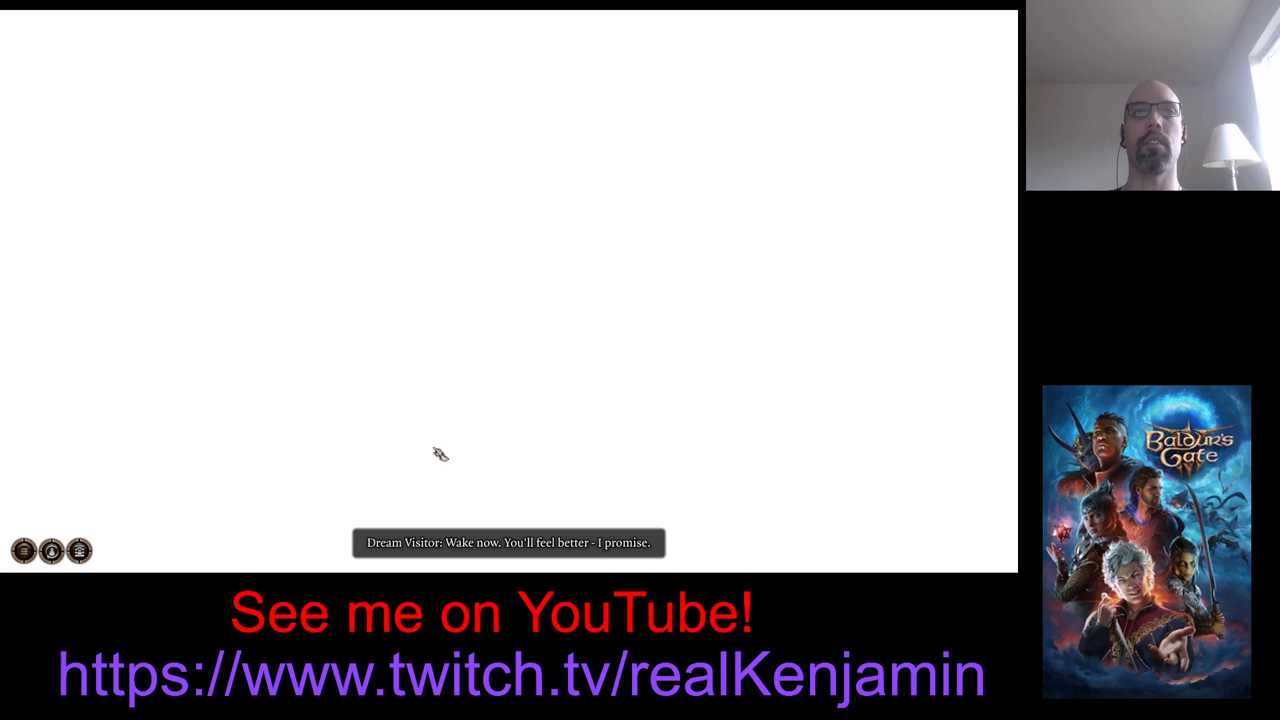 Dream Visitor: Wake now. You'll feel better - I promise.
See me on YouTube!
https://www.twitch.tv/realKenjamin
Baldur's
Gate